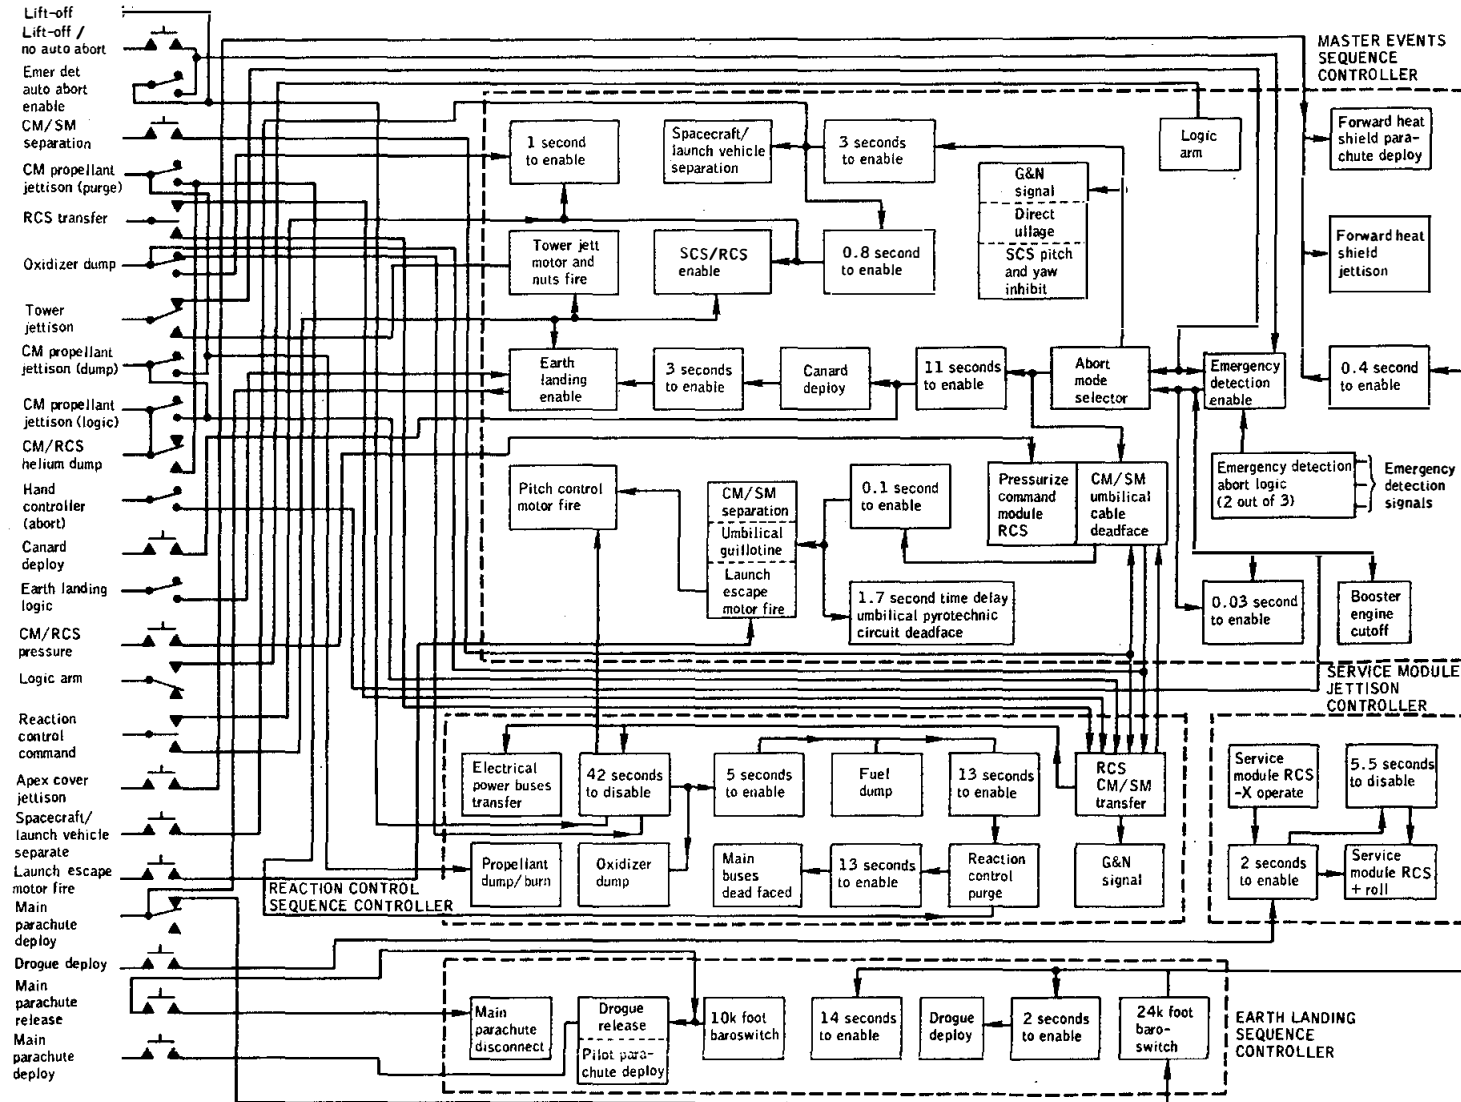 Lift-off
Lift-off /
no auto abort
Emer det
auto abort
enable
CM/SM
separation
CM propellant
jettison (purge)
RCS transfer
Oxidizer dump
Tower
jettison
CM propellant
jettison (dump)
CM propellant
jettison (logic)
CM/RCS
helium dump
Hand
controller
(abort)
Canard
deploy
Earth landing
logic
CM/RCS
pressure
Logic arm
Reaction
control
command
Apex cover
jettison
Spacecraft/
launch vehicle
separate
Launch escape
motor fire
Main
parachute
deploy
Drogue deploy
Main
parachute
release
Main
parachute
deploy
MASTER EVENTS
SEQUENCE
CONTROLLER
1 second
to enable
Spacecraft/
launch vehicle
separation
3 seconds
to enable
Logic
arm
Forward heat
shield para-
chute deploy
G&N
signal
Direct
ullage
SCS pitch
and yaw
inhibit
Tower jett
motor and
nuts fire
SCS/RCS
enable
0.8 second
to enable
Forward heat
shield
jettison
Earth
landing
enable
3 seconds
to enable
Canard
deploy
11 seconds
to enable
Abort
mode
selector
Emergency
detection
enable
0.4 second
to enable
Pitch control
motor fire
CM/SM
separation
Umbilical
guillotine
Launch
escape
motor fire
0.1 second
to enable
Pressurize
command
module
RCS
CM/SM
umbilical
cable
deadface
Emergency detection
abort logic
(2 out of 3)
Emergency
detection
signals
1.7 second time delay
umbilical pyrotechnic
circuit deadface
0.03 second
to enable
Booster
engine
cutoff
SERVICE MODULE
JETTISON
CONTROLLER
Electrical
power buses
transfer
42 seconds
to disable
5 seconds
to enable
Fuel
dump
13 seconds
to enable
RCS
CM/SM
transfer
Service
module RCS
-X operate
5.5 seconds
to disable
Propellant
dump/burn
Oxidizer
dump
Main
buses
dead faced
13 seconds
to enable
Reaction
control
purge
G&N
signal
2 seconds
to enable
Service
module RCS
+ roll
REACTION CONTROL
SEQUENCE CONTROLLER
Main
parachute
disconnect
Drogue
release
Pilot para-
chute deploy
10k foot
baroswitch
14 seconds
to enable
Drogue
deploy
2 seconds
to enable
24k foot
baro-
switch
EARTH LANDING
SEQUENCE
CONTROLLER